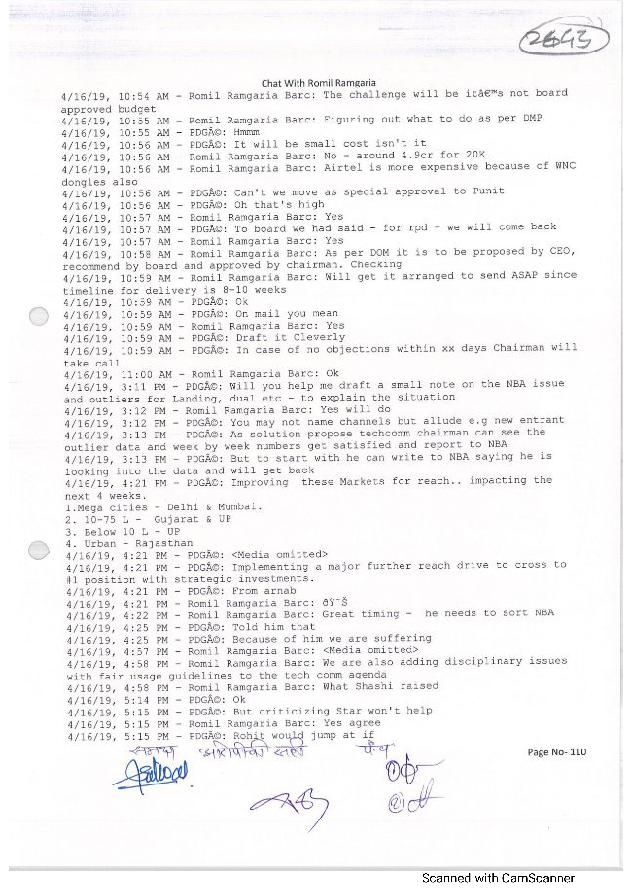 2643
Chat With Romil Ramgaria
4/16/19, 10:54 AM - Romil Ramgaria Barc: The challenge will be itâ€™s not board
approved budget
4/16/19, 10:55 AM - Romil Ramgaria Barc: Figuring out what to do as per DMP
4/16/19, 10:55 AM - PDGÂ©: Hmmm
4/16/19, 10:56 AM - PDGÂ©: It will be small cost isn't it
4/16/19, 10:56 AM - Romil Ramgaria Barc: No - around 4.9cr for 20K
4/16/19, 10:56 AM - Romil Ramgaria Barc: Airtel is more expensive because of WNC
dongles also
4/16/19, 10:56 AM - PDGÂ©: Can't we move as special approval to Punit
4/16/19, 10:56 AM - PDGÂ©: Oh that's high
4/16/19, 10:57 AM - Romil Ramgaria Barc: Yes
4/16/19, 10:57 AM - PDGÂ©: To board we had said - for rpd - we will come back
4/16/19, 10:57 AM - Romil Ramgaria Barc: Yes
4/16/19, 10:58 AM - Romil Ramgaria Barc: As per DOM it is to be proposed by CEO,
recommend by board and approved by chairman. Checking
4/16/19, 10:59 AM - Romil Ramgaria Barc: Will get it arranged to send ASAP since
timeline for delivery is 8-10 weeks
4/16/19, 10:59 AM - PDGÂ©: Ok
4/16/19, 10:59 AM - PDGÂ©: On mail you mean
4/16/19, 10:59 AM - Romil Ramgaria Barc: Yes
4/16/19, 10:59 AM - PDGÂ©: Draft it Cleverly
4/16/19, 10:59 AM - PDGÂ©: In case of no objections within xx days Chairman will
take call
4/16/19, 11:00 AM - Romil Ramgaria Barc: Ok
4/16/19, 3:11 PM - PDGÂ©: Will you help me draft a small note on the NBA issue
and outliers for Landing, dual etc - to explain the situation
4/16/19, 3:12 PM - Romil Ramgaria Barc: Yes will do
4/16/19, 3:12 PM - PDGÂ©: You may not name channels but allude e.g new entrant
4/16/19, 3:13 PM - PDGÂ©: As solution propose techcomm chairman can see the
outlier data and week by week numbers get satisfied and report to NBA
4/16/19, 3:13 PM - PDGÂ©: But to start with he can write to NBA saying he is
looking into the data and will get back
4/16/19, 4:21 PM - PDGÂ©: Improving these Markets for reach.. impacting the
next 4 weeks.
1.Mega cities - Delhi & Mumbai.
2. 10-75 L - Gujarat & UP
3. Below 10 L - UP
4. Urban - Rajasthan
4/16/19, 4:21 PM - PDGÂ©: <Media omitted>
4/16/19, 4:21 PM - PDGÂ©: Implementing a major further reach drive to cross to
#1 position with strategic investments.
4/16/19, 4:21 PM - PDGÂ©: From arnab
4/16/19, 4:21 PM - Romil Ramgaria Barc: ðŸ˜Š
4/16/19, 4:22 PM - Romil Ramgaria Barc: Great timing - he needs to sort NBA
4/16/19, 4:25 PM - PDGÂ©: Told him that
4/16/19, 4:25 PM - PDGÂ©: Because of him we are suffering
4/16/19, 4:57 PM - Romil Ramgaria Barc: <Media omitted>
4/16/19, 4:58 PM - Romil Ramgaria Barc: We are also adding disciplinary issues
with fair usage guidelines to the tech comm agenda
4/16/19, 4:58 PM - Romil Ramgaria Barc: What Shashi raised
4/16/19, 5:14 PM - PDGÂ©: Ok
4/16/19, 5:15 PM - PDGÂ©: But criticizing Star won't help
4/16/19, 5:15 PM - Romil Ramgaria Barc: Yes agree
4/16/19, 5:15 PM - PDGÂ©: Rohit would jump at if
आरोपीची सही पंच
Page No- 110
Scanned with CamScanner